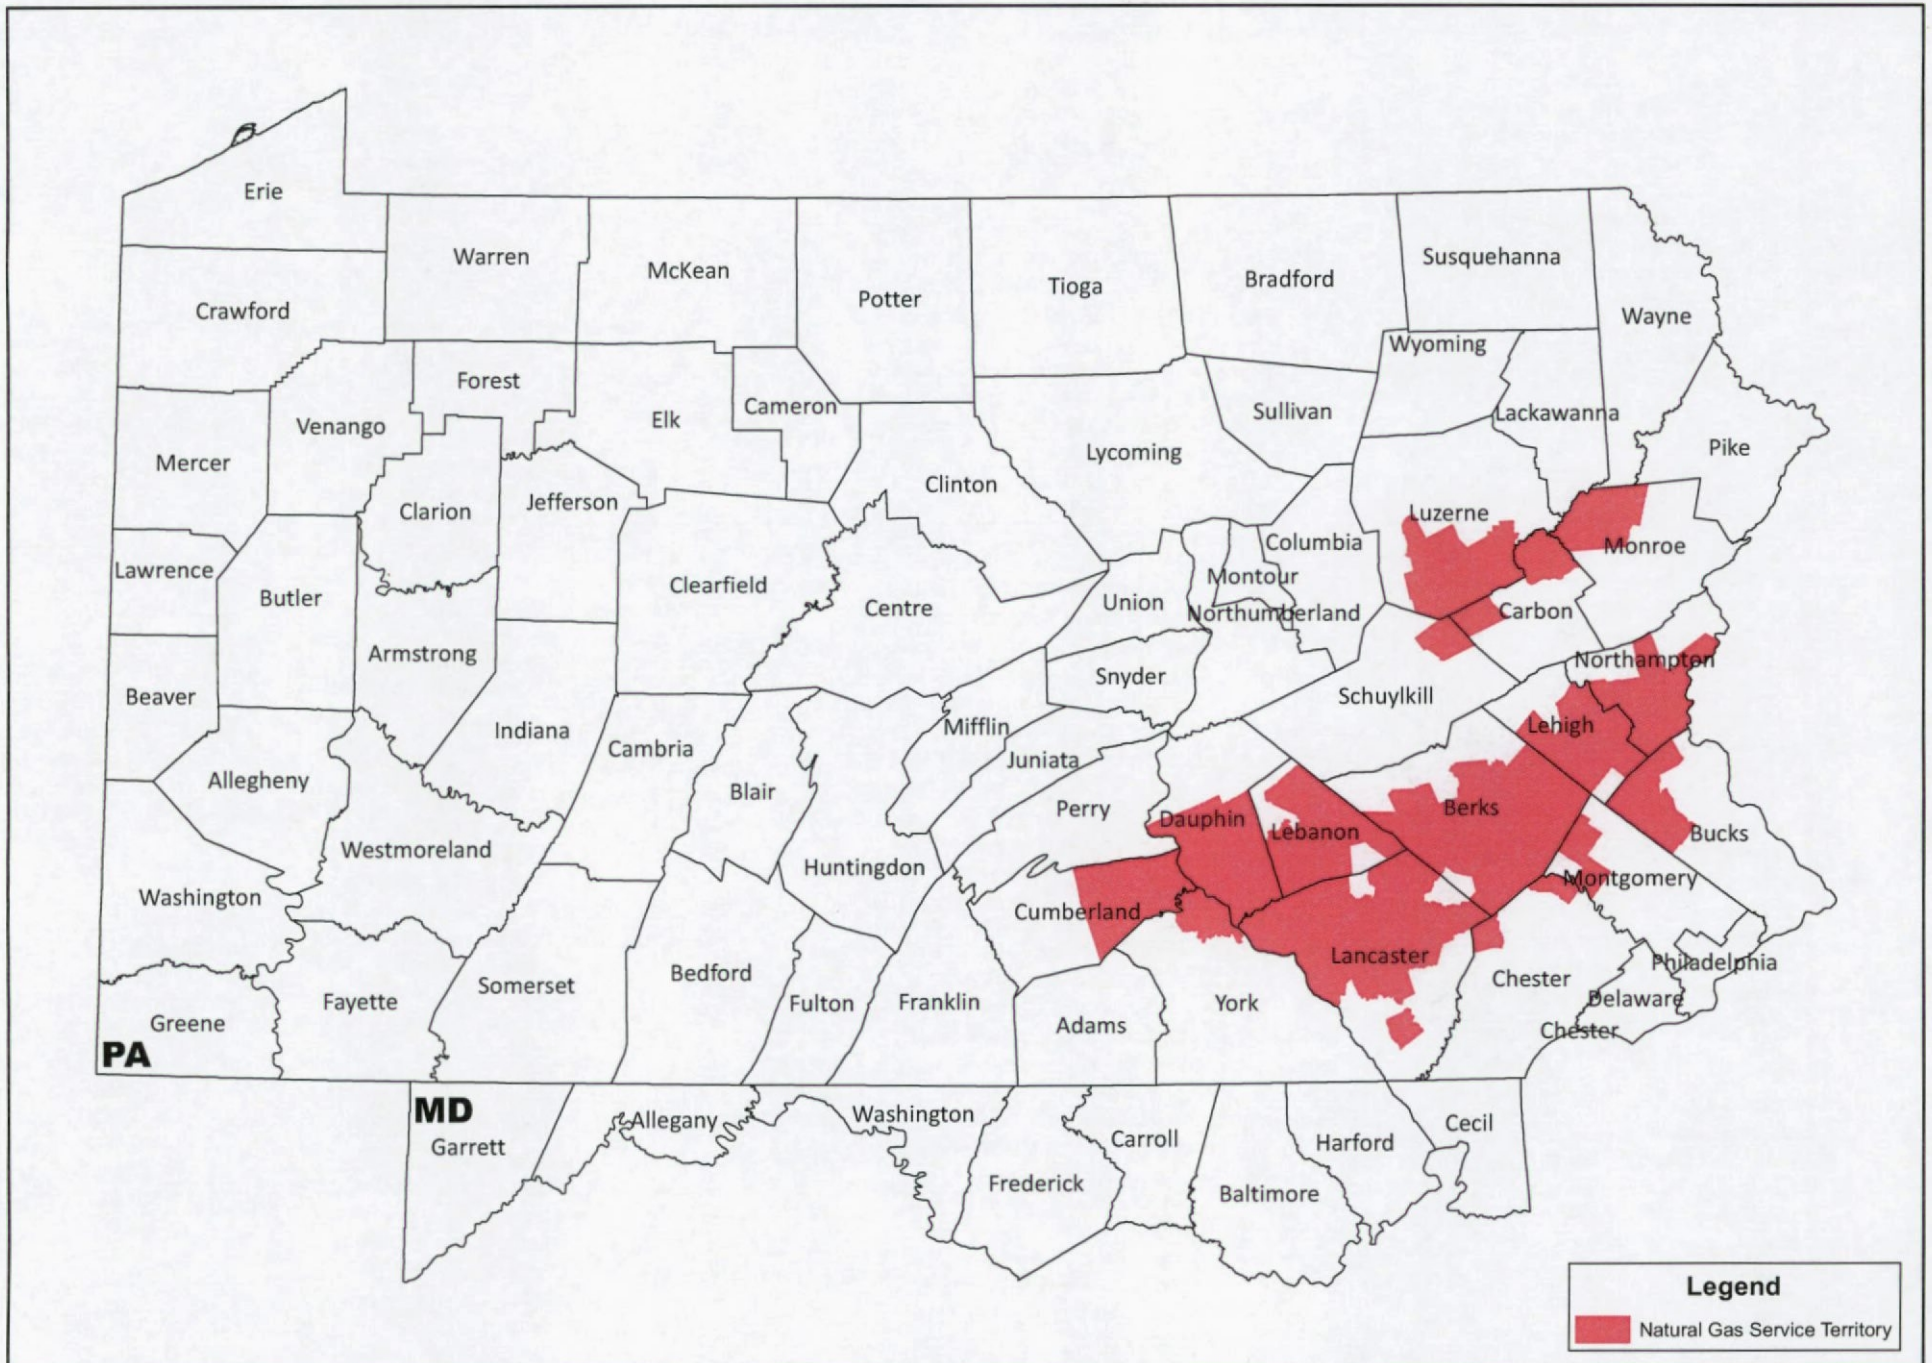 Erie
Warren
McKean
Potter
Tioga
Bradford
Susquehanna
Wayne
Crawford
Wyoming
Forest
Venango
Elk
Cameron
Sullivan
Lackawanna
Mercer
Lycoming
Pike
Clarion
Jefferson
Clinton
Luzerne
Columbia
Monroe
Lawrence
Butler
Clearfield
Centre
Montour
Union
Northumberland
Carbon
Armstrong
Snyder
Northampton
Beaver
Schuylkill
Indiana
Cambria
Mifflin
Lehigh
Juniata
Allegheny
Blair
Perry
Dauphin
Lebanon
Berks
Bucks
Westmoreland
Huntingdon
Montgomery
Washington
Cumberland
Lancaster
Philadelphia
Bedford
Chester
Somerset
Fayette
Fulton
Franklin
York
Delaware
Greene
Adams
Chester
PA
MD
Garrett
Allegany
Washington
Carroll
Harford
Cecil
Frederick
Baltimore
Legend
Natural Gas Service Territory